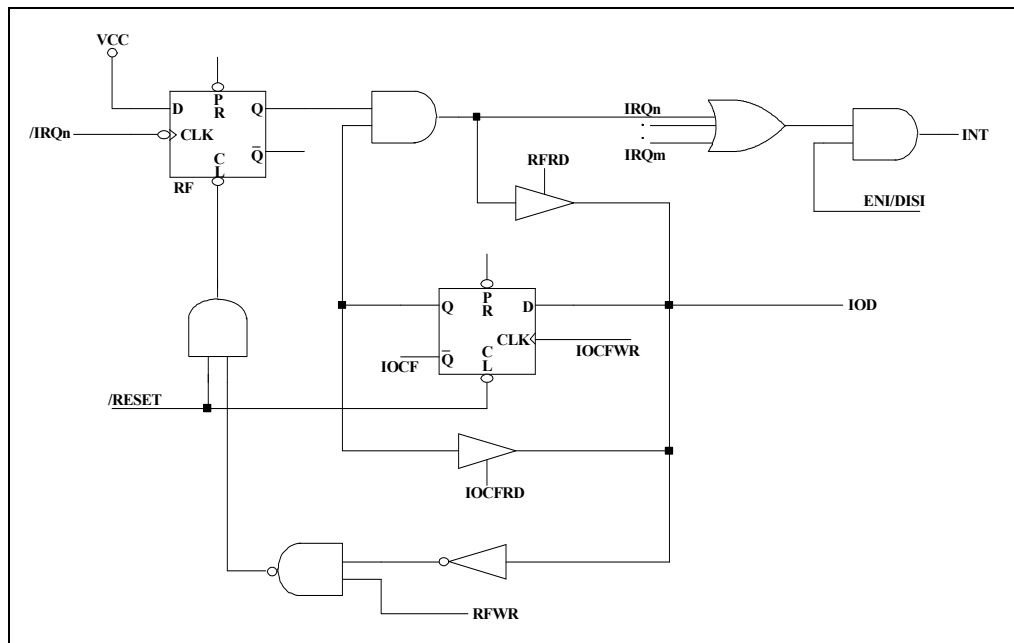 VCC
D
P
R
Q
/IRQn
CLK
C
L
Q
RF
IRQn
:
IRQm
INT
RFRD
ENI/DISI
Q
P
R
D
IOD
CLK
IOCFWR
IOCF
Q
C
L
/RESET
IOCFRD
RFWR